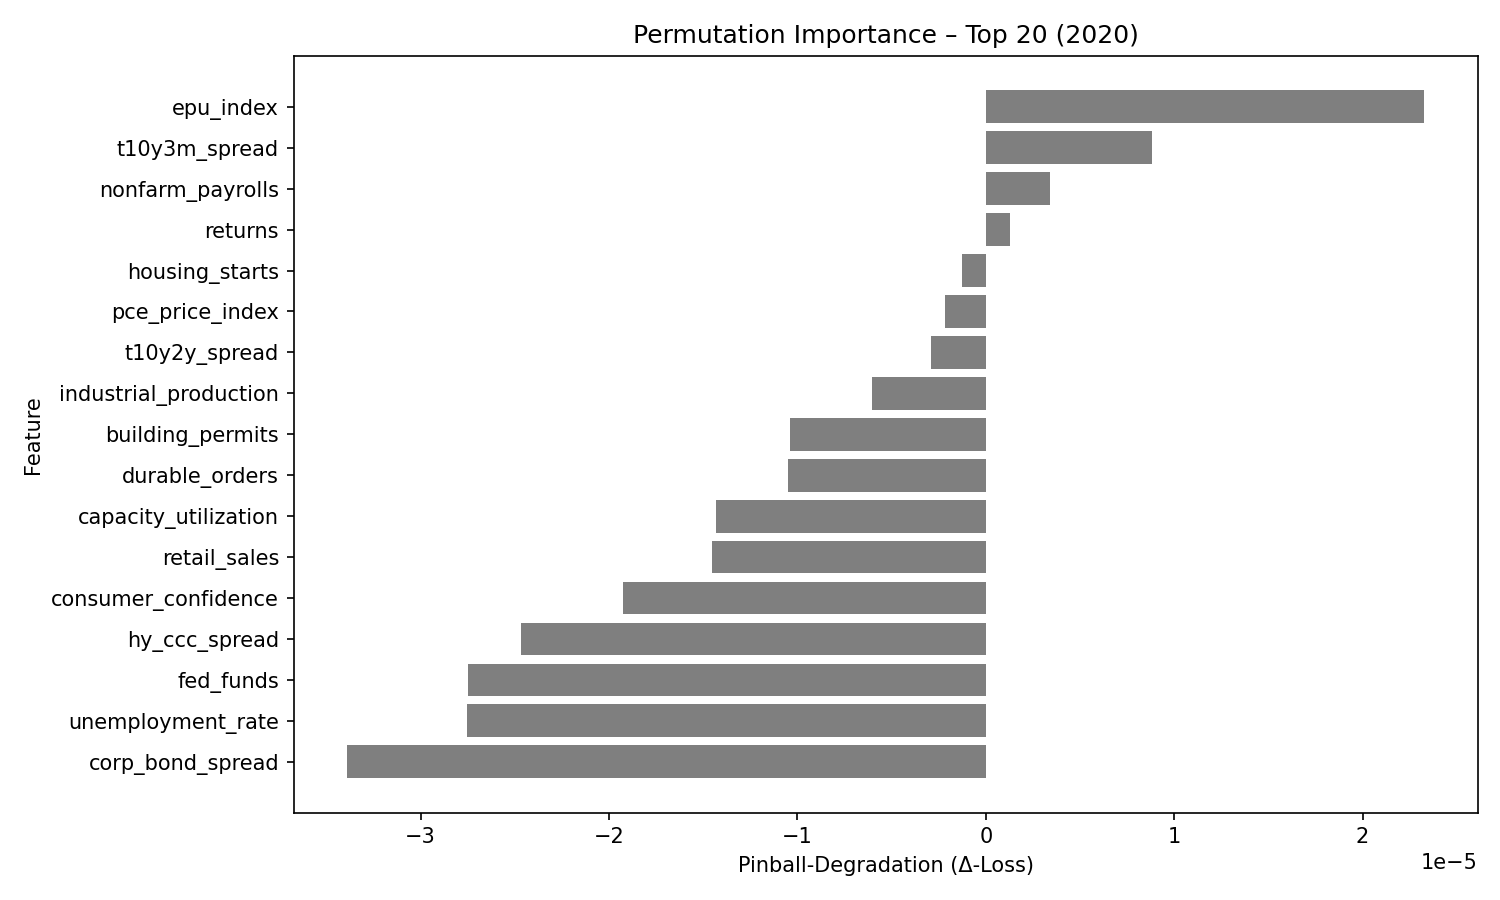 Permutation Importance – Top 20 (2020)
epu_index
t10y3m_spread
nonfarm_payrolls
returns
housing_starts
pce_price_index
t10y2y_spread
industrial_production
building_permits
durable_orders
capacity_utilization
retail_sales
consumer_confidence
hy_ccc_spread
fed_funds
unemployment_rate
corp_bond_spread
Feature
−3 −2 −1 0 1 2
1e−5
Pinball-Degradation (Δ-Loss)